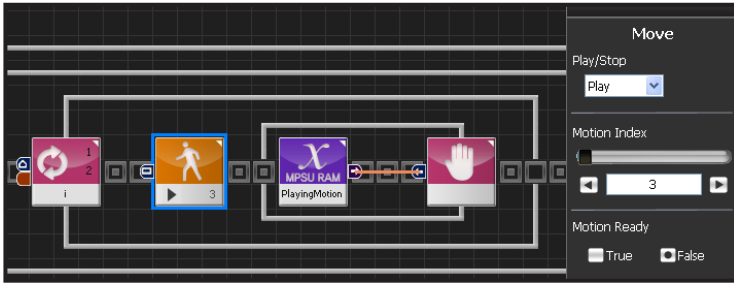 1
2
i
3
MPSU RAM
PlayingMotion
Move
Play/Stop
Play
Motion Index
3
Motion Ready
True
False